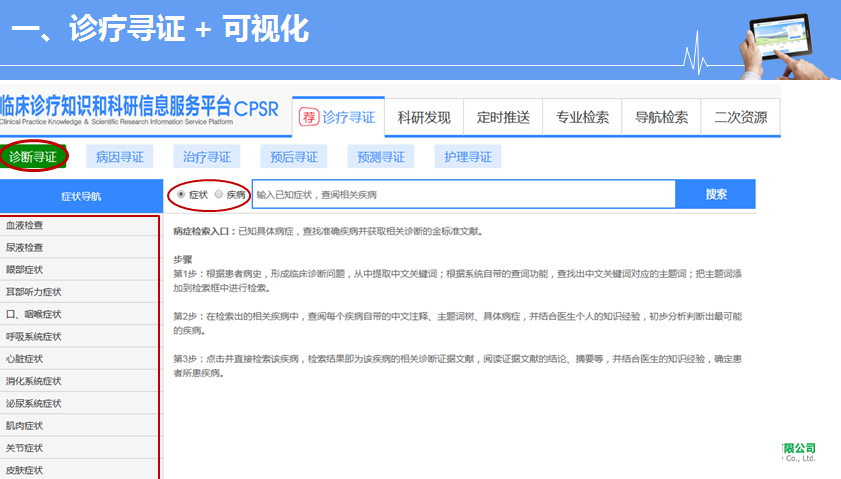 一、诊疗寻证 + 可视化
临床诊疗知识和科研信息服务平台CPSR
Clinical Practice Knowledge & Scientific Research Information Service Platform
荐 诊疗寻证 科研发现 定时推送 专业检索 导航检索 二次资源
诊断寻证 病因寻证 治疗寻证 预后寻证 预测寻证 护理寻证
症状导航 症状 疾病 输入已知症状，查阅相关疾病 搜索
血液检查
尿液检查
眼部症状
耳部听力症状
口、咽喉症状
呼吸系统症状
心脏症状
消化系统症状
泌尿系统症状
肌肉症状
关节症状
皮肤症状
病症检索入口：已知具体病症，查找准确疾病并获取相关诊断的金标准文献。
步骤
第1步：根据患者病史，形成临床诊断问题，从中提取中文关键词；根据系统自带的查词功能，查找出中文关键词对应的主题词；把主题词添
加到检索框中进行检索。
第2步：在检索出的相关疾病中，查阅每个疾病自带的中文注释、主题词树、具体病症，并结合医生个人的知识经验，初步分析判断出最可能
的疾病。
第3步：点击并直接检索该疾病，检索结果即为该疾病的相关诊断证据文献，阅读证据文献的结论、摘要等，并结合医生的知识经验，确定患
者所患疾病。
限公司
Co., Ltd.